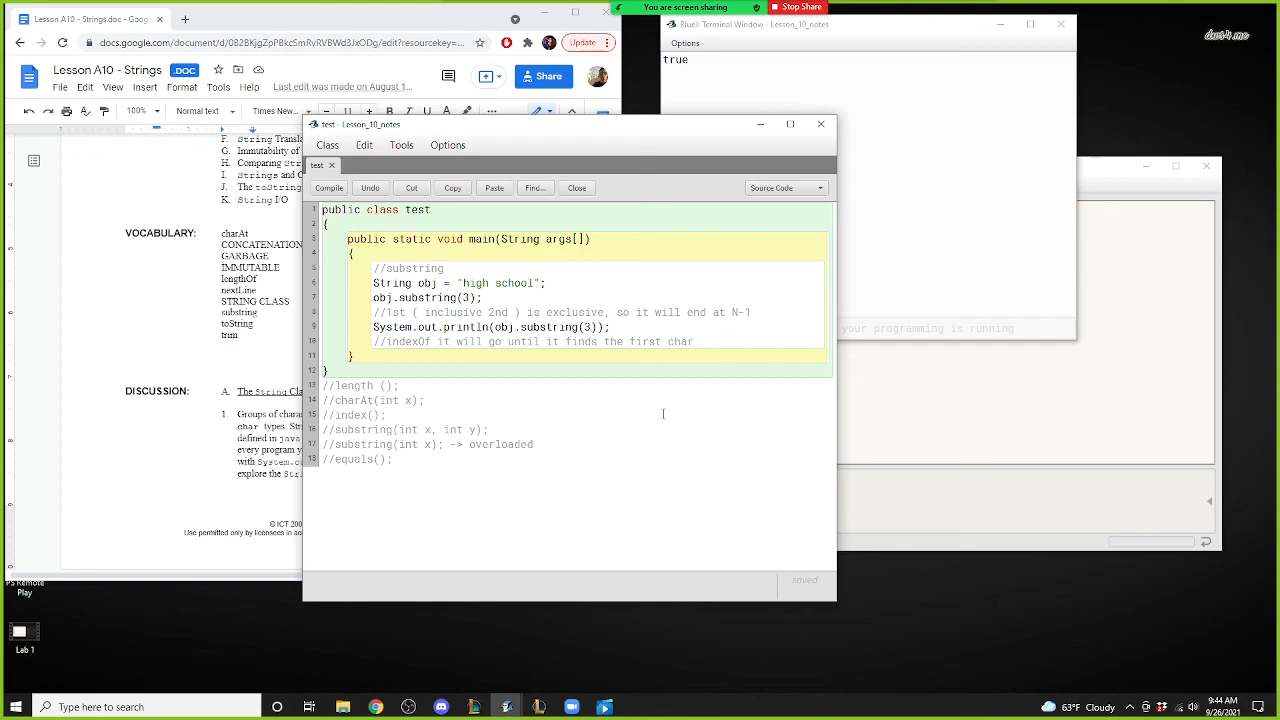 You are screen sharing
Stop Share
Lesson A10 - Strings.doc - Googl
docs.google.com/document/d/0B2BKjgZpPBkcSmRvRVBWd3JxODg/edit?resourcekey=...
Update
Lesson A10 - Strings .DOC
File Edit View Insert Format Tools
Last edit was made on August 1...
Share
100% Normal text Times New... 11
F. String Transl
G. Immutability of
H. Comparing Str
I. Strings and C
J. The toString
K. String I/O
VOCABULARY:
charAt
CONCATENATION
GARBAGE
IMMUTABLE
lengthOf
nextLine
STRING CLASS
substring
toString
trim
DISCUSSION: A. The String Cla
1. Groups of chara
char types. Stri
defined in java
every program y
with System.ou
explore the Stri
© ICT 200
Use permitted only by licensees in acc
BlueJ: Terminal Window - Lesson_10_notes
Options
true
your programming is running
test - Lesson_10_notes
Class Edit Tools Options
test
Compile Undo Cut Copy Paste Find... Close Source Code
1 public class test
2 {
3 public static void main(String args[])
4 {
5 //substring
6 String obj = "high school";
7 obj.substring(3);
8 //1st ( inclusive 2nd ) is exclusive, so it will end at N-1
9 System.out.println(obj.substring(3));
10 //indexOf it will go until it finds the first char
11 }
12 }
13 //length ();
14 //charAt(int x);
15 //index();
16 //substring(int x, int y);
17 //substring(int x); -> overloaded
18 //equals();
saved
PS Remote
Play
Lab 1
Type here to search
63°F Cloudy
9:44 AM
9/26/2021